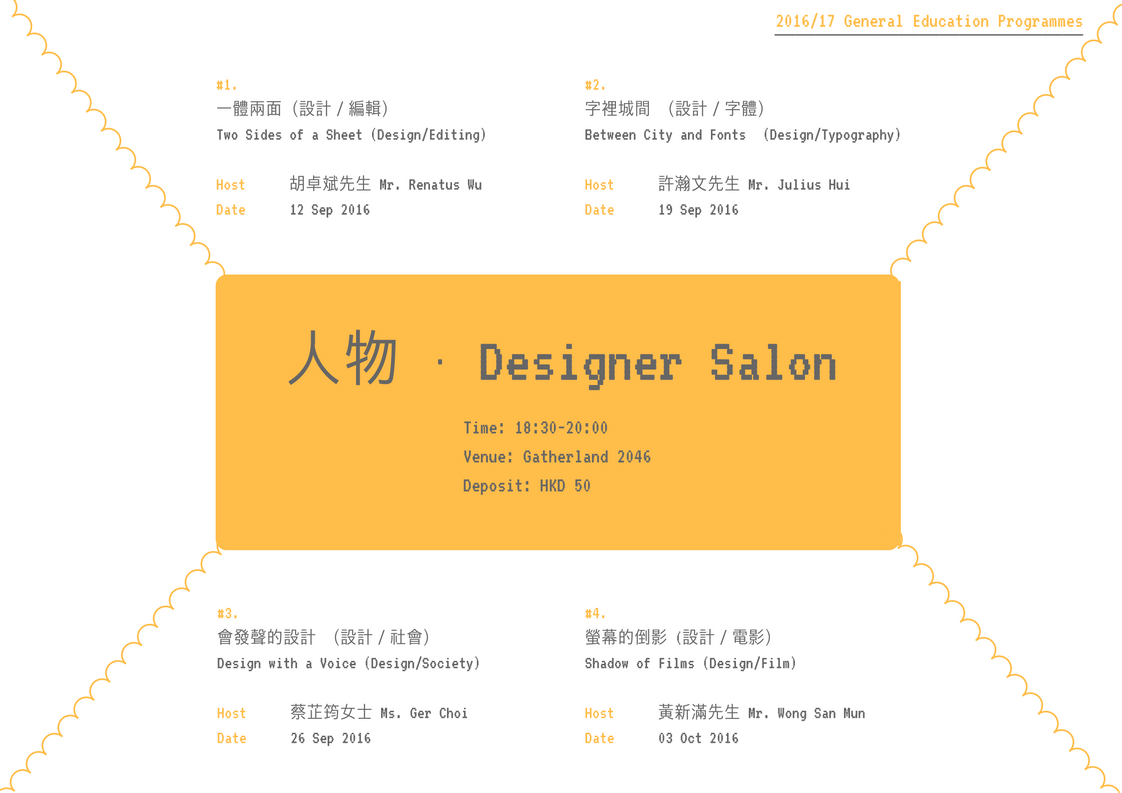 2016/17 General Education Programmes
#1.
一體兩面（設計 / 編輯）
Two Sides of a Sheet (Design/Editing)
Host 胡卓斌先生 Mr. Renatus Wu
Date 12 Sep 2016
#2.
字裡城間 （設計 / 字體）
Between City and Fonts (Design/Typography)
Host 許瀚文先生 Mr. Julius Hui
Date 19 Sep 2016
人物 · Designer Salon
Time: 18:30-20:00
Venue: Gatherland 2046
Deposit: HKD 50
#3.
會發聲的設計 （設計 / 社會）
Design with a Voice (Design/Society)
Host 蔡芷筠女士 Ms. Ger Choi
Date 26 Sep 2016
#4.
螢幕的倒影（設計 / 電影）
Shadow of Films (Design/Film)
Host 黃新滿先生 Mr. Wong San Mun
Date 03 Oct 2016